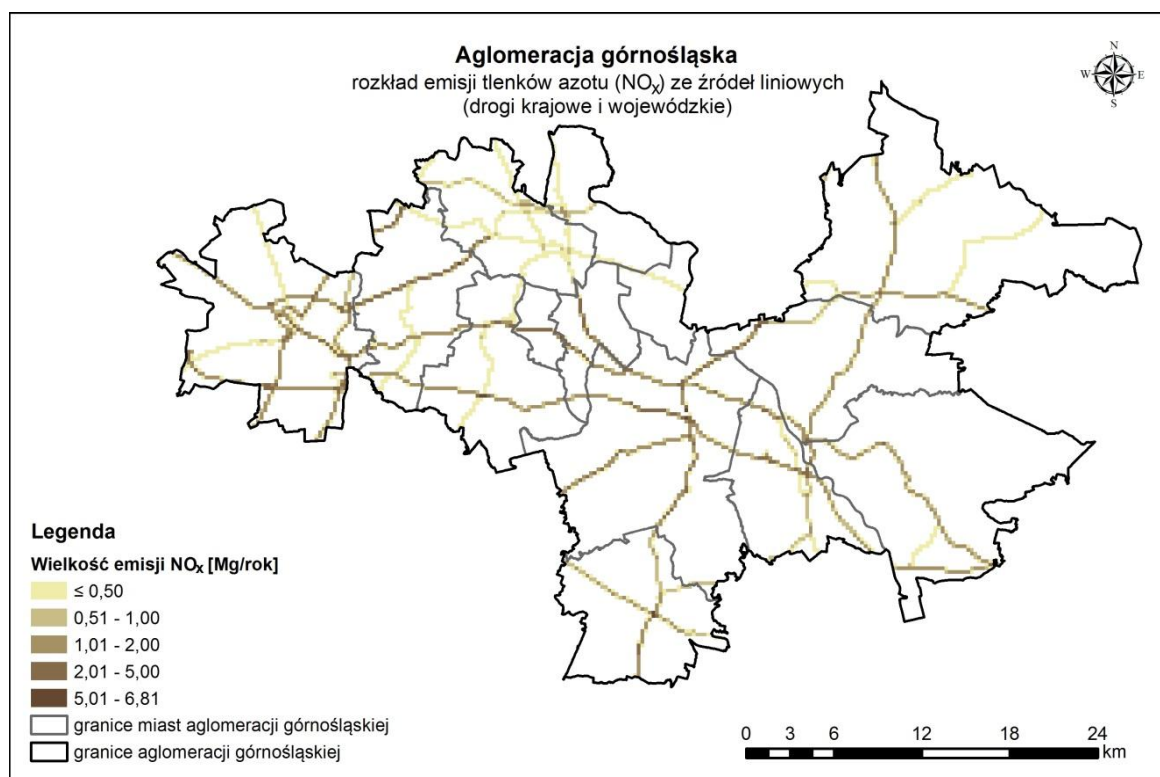 Aglomeracja górnośląska
rozkład emisji tlenków azotu (NOx) ze źródeł liniowych
(drogi krajowe i wojewódzkie)
N
W E
S
Legenda
Wielkość emisji NOx [Mg/rok]
≤ 0,50
0,51 - 1,00
1,01 - 2,00
2,01 - 5,00
5,01 - 6,81
granice miast aglomeracji górnośląskiej
granice aglomeracji górnośląskiej
0 3 6 12 18 24
km